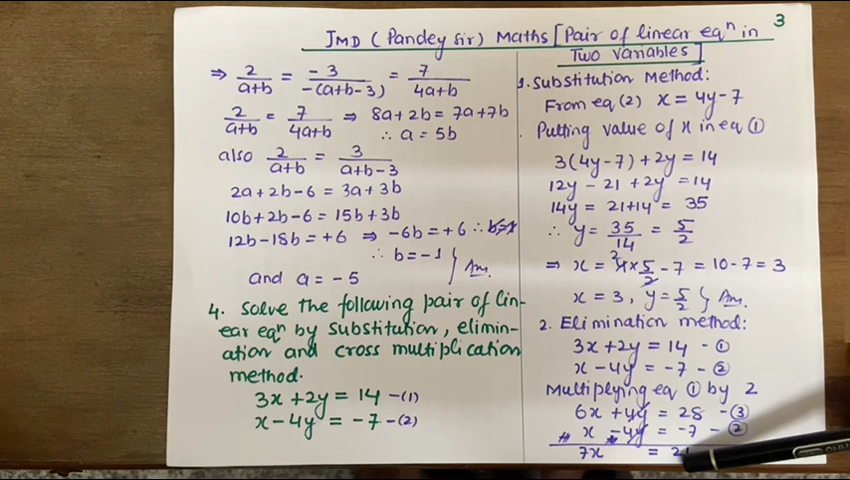 3
JMD (Pandey Sir) Maths [Pair of linear eqⁿ in
Two variables]
⇒ 2/(a+b) = -3/-(a+b-3) = 7/(4a+b)
2/(a+b) = 7/(4a+b) ⇒ 8a+2b = 7a+7b
∴ a = 5b
also 2/(a+b) = 3/(a+b-3)
2a+2b-6 = 3a+3b
10b+2b-6 = 15b+3b
12b-18b = +6 ⇒ -6b = +6 ∴
∴ b = -1
and a = -5 } Ans.
4. Solve the following pair of lin-
ear eqⁿ by substitution, elimin-
ation and cross multiplication
method.
3x+2y = 14 -(1)
x-4y = -7 -(2)
1. Substitution Method:
From eq (2) x = 4y-7
Putting value of x in eq ①
3(4y-7)+2y = 14
12y - 21 + 2y = 14
14y = 21+14 = 35
∴ y = 35/14 = 5/2
⇒ x = 4×5/2 - 7 = 10-7 = 3
x = 3, y = 5/2 } Ans.
2. Elimination method:
3x+2y = 14 - ①
x-4y = -7 - ②
Multiplying eq ① by 2
6x + 4y = 28 - ③
x - 4y = -7 - ②
7x = 21